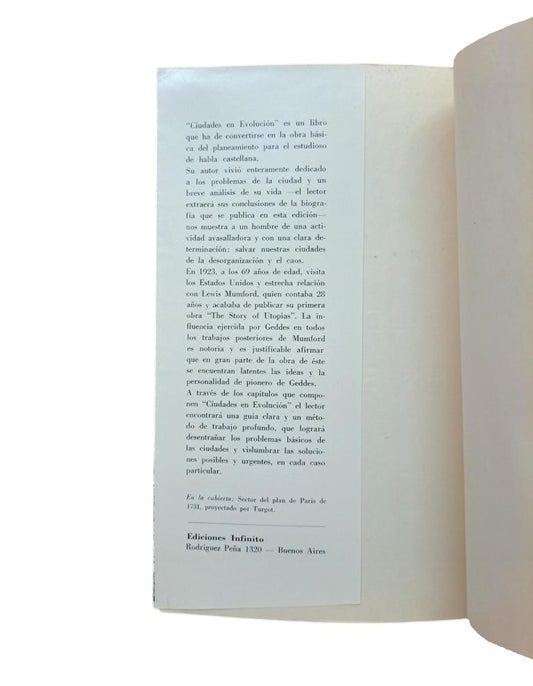 “Ciudades en Evolución” es un libro
que ha de convertirse en la obra bási-
ca del planeamiento para el estudioso
de habla castellana.
Su autor vivió enteramente dedicado
a los problemas de la ciudad y un
breve análisis de su vida —el lector
extraerá sus conclusiones de la biogra-
fía que se publica en esta edición—
nos muestra a un hombre de una acti-
vidad avasalladora y con una clara de-
terminación: salvar nuestras ciudades
de la desorganización y el caos.
En 1923, a los 69 años de edad, visita
los Estados Unidos y estrecha relación
con Lewis Mumford, quien contaba 28
años y acababa de publicar su primera
obra “The Story of Utopias”. La in-
fluencia ejercida por Geddes en todos
los trabajos posteriores de Mumford
es notoria y es justificable afirmar
que en gran parte de la obra de éste
se encuentran latentes las ideas y la
personalidad de pionero de Geddes.
A través de los capítulos que compo-
nen “Ciudades en Evolución” el lector
encontrará una guía clara y un méto-
do de trabajo profundo, que logrará
desentrañar los problemas básicos de
las ciudades y vislumbrar las solucio-
nes posibles y urgentes, en cada caso
particular.
En la cubierta: Sector del plan de París de
1731, proyectado por Turgot.
Ediciones Infinito
Rodríguez Peña 1320 — Buenos Aires